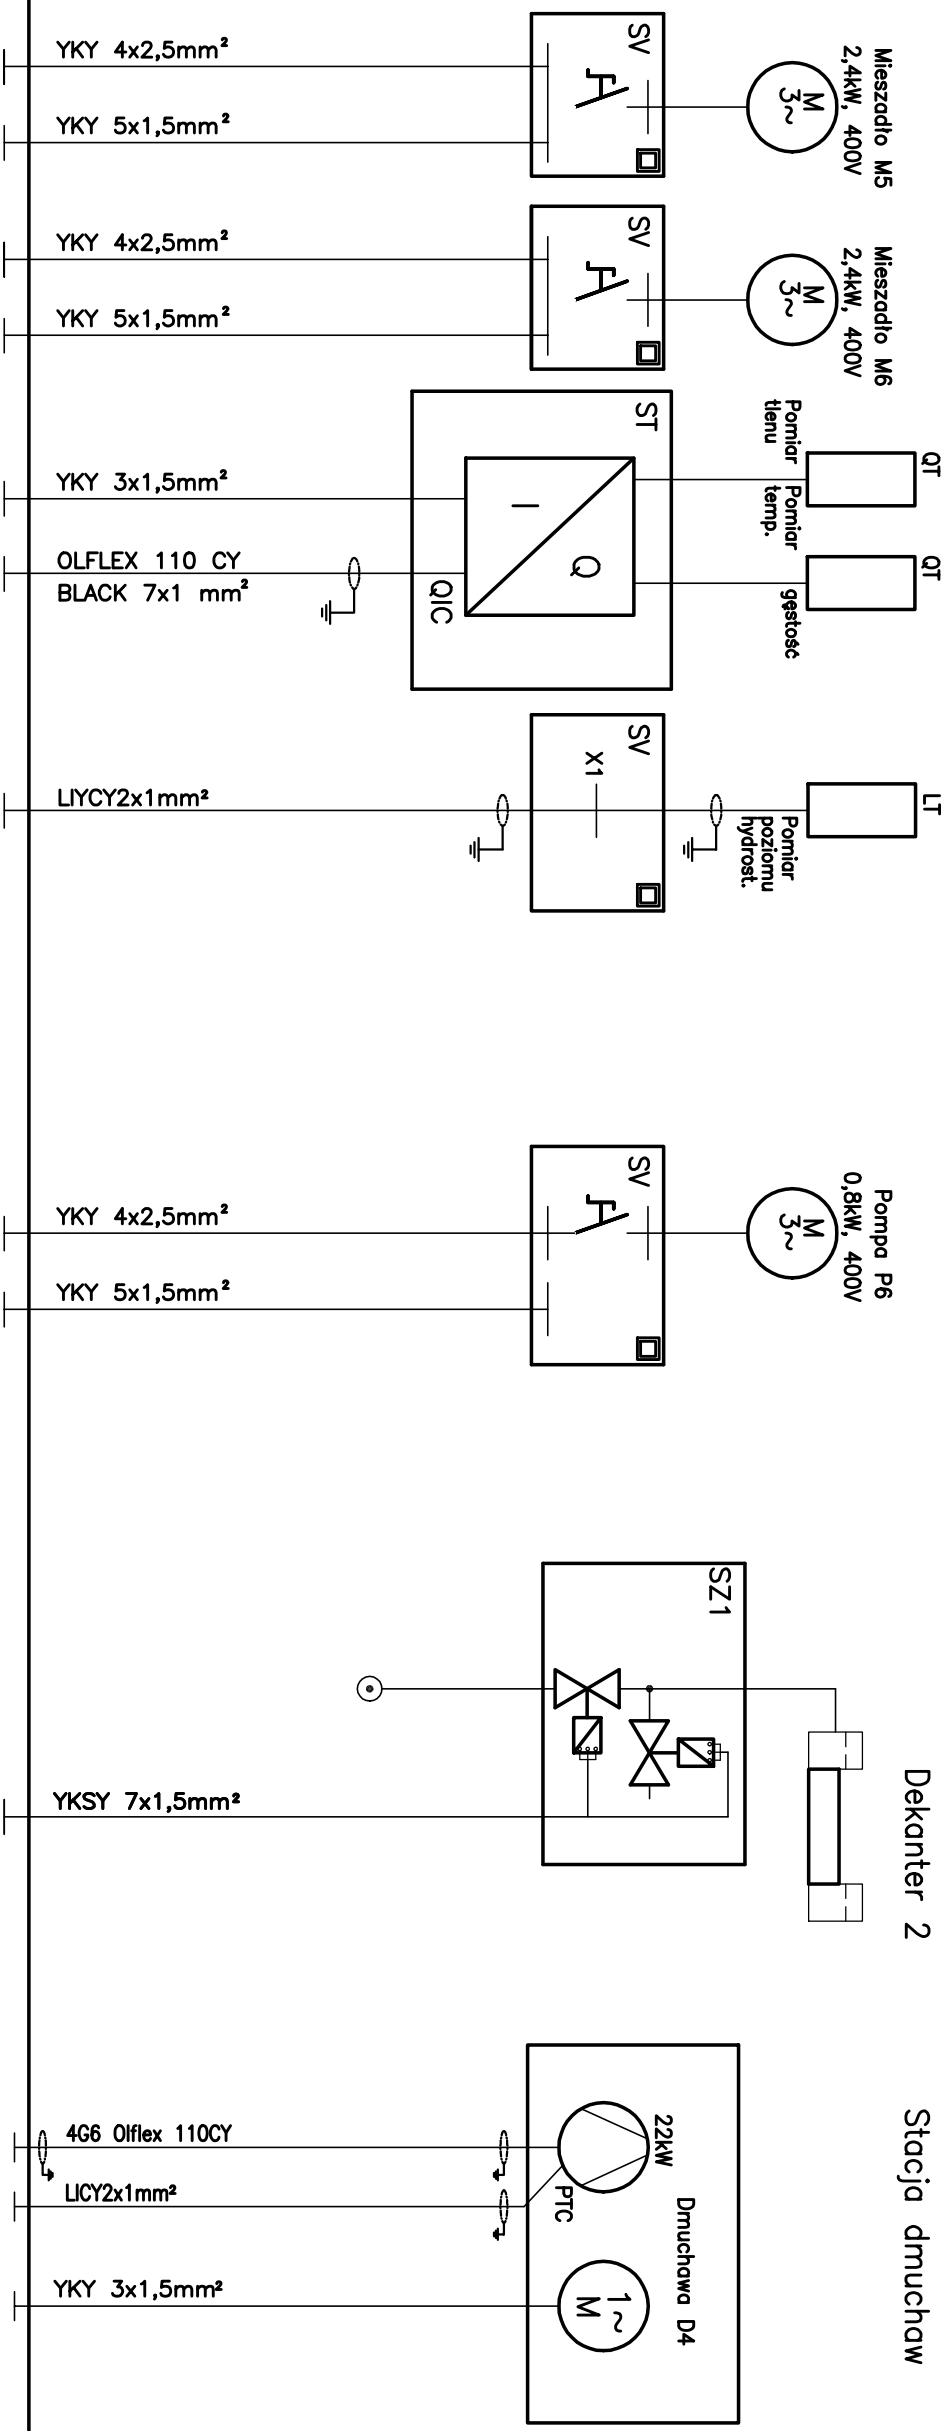 Mieszadło M5
2,4kW, 400V
M
3~
SV
YKY 4x2,5mm²
YKY 5x1,5mm²
Mieszadło M6
2,4kW, 400V
M
3~
SV
YKY 4x2,5mm²
YKY 5x1,5mm²
QT
Pomiar
tlenu
Pomiar
temp.
QT
gęstość
ST
I
Q
QIC
YKY 3x1,5mm²
OLFLEX 110 CY
BLACK 7x1 mm²
LT
Pomiar
poziomu
hydrost.
SV
X1
LIYCY2x1mm²
Pompa P6
0,8kW, 400V
M
3~
SV
YKY 4x2,5mm²
YKY 5x1,5mm²
Dekanter 2
SZ1
YKSY 7x1,5mm²
Stacja dmuchaw
Dmuchawa D4
22kW
PTC
1~
M
4G6 Olflex 110CY
LICY2x1mm²
YKY 3x1,5mm²